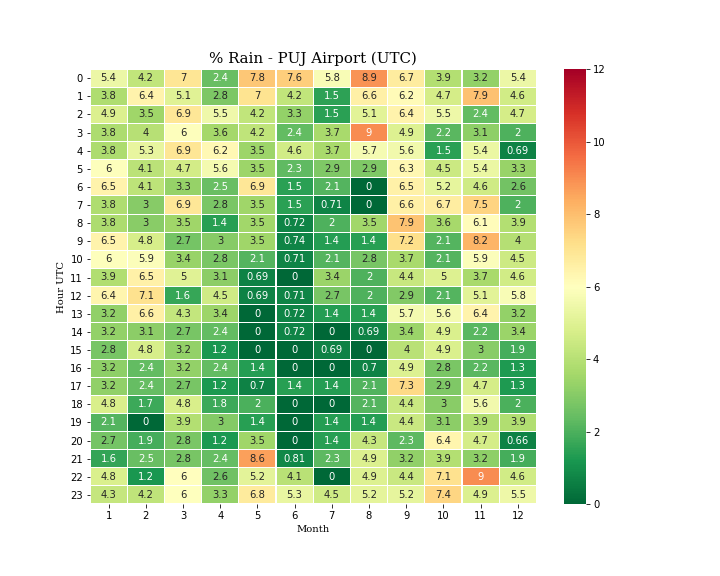 % Rain - PUJ Airport (UTC)
0 5.4 4.2 7 2.4 7.8 7.6 5.8 8.9 6.7 3.9 3.2 5.4
1 3.8 6.4 5.1 2.8 7 4.2 1.5 6.6 6.2 4.7 7.9 4.6
2 4.9 3.5 6.9 5.5 4.2 3.3 1.5 5.1 6.4 5.5 2.4 4.7
3 3.8 4 6 3.6 4.2 2.4 3.7 9 4.9 2.2 3.1 2
4 3.8 5.3 6.9 6.2 3.5 4.6 3.7 5.7 5.6 1.5 5.4 0.69
5 6 4.1 4.7 5.6 3.5 2.3 2.9 2.9 6.3 4.5 5.4 3.3
6 6.5 4.1 3.3 2.5 6.9 1.5 2.1 0 6.5 5.2 4.6 2.6
7 3.8 3 6.9 2.8 3.5 1.5 0.71 0 6.6 6.7 7.5 2
8 3.8 3 3.5 1.4 3.5 0.72 2 3.5 7.9 3.6 6.1 3.9
9 6.5 4.8 2.7 3 3.5 0.74 1.4 1.4 7.2 2.1 8.2 4
10 6 5.9 3.4 2.8 2.1 0.71 2.1 2.8 3.7 2.1 5.9 4.5
11 3.9 6.5 5 3.1 0.69 0 3.4 2 4.4 5 3.7 4.6
12 6.4 7.1 1.6 4.5 0.69 0.71 2.7 2 2.9 2.1 5.1 5.8
13 3.2 6.6 4.3 3.4 0 0.72 1.4 1.4 5.7 5.6 6.4 3.2
14 3.2 3.1 2.7 2.4 0 0.72 0 0.69 3.4 4.9 2.2 3.4
15 2.8 4.8 3.2 1.2 0 0 0.69 0 4 4.9 3 1.9
16 3.2 2.4 3.2 2.4 1.4 0 0 0.7 4.9 2.8 2.2 1.3
17 3.2 2.4 2.7 1.2 0.7 1.4 1.4 2.1 7.3 2.9 4.7 1.3
18 4.8 1.7 4.8 1.8 2 0 0 2.1 4.4 3 5.6 2
19 2.1 0 3.9 3 1.4 0 1.4 1.4 4.4 3.1 3.9 3.9
20 2.7 1.9 2.8 1.2 3.5 0 1.4 4.3 2.3 6.4 4.7 0.66
21 1.6 2.5 2.8 2.4 8.6 0.81 2.3 4.9 3.2 3.9 3.2 1.9
22 4.8 1.2 6 2.6 5.2 4.1 0 4.9 4.4 7.1 9 4.6
23 4.3 4.2 6 3.3 6.8 5.3 4.5 5.2 5.2 7.4 4.9 5.5
1 2 3 4 5 6 7 8 9 10 11 12
Month
Hour UTC
12
10
8
6
4
2
0